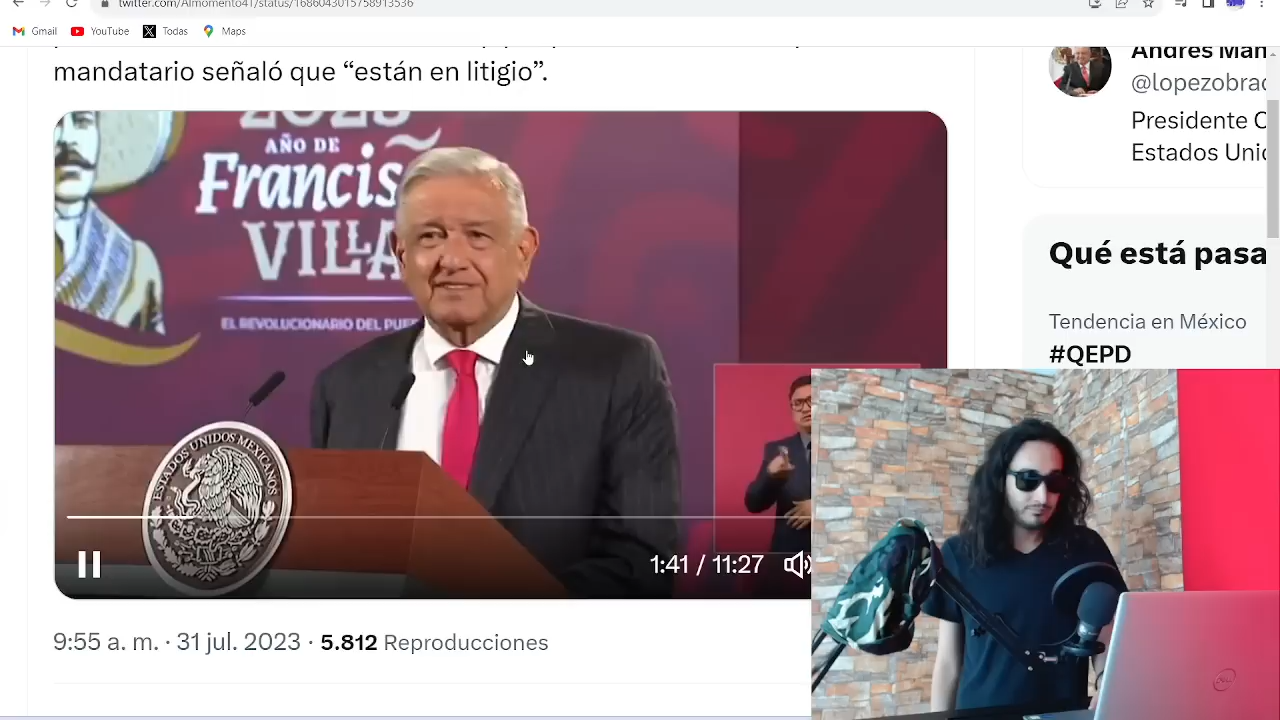 twitter.com/Almomento41/status/1686043015758913536
Gmail
YouTube
Todas
Maps
mandatario señaló que “están en litigio”.
2023
AÑO DE
Francis
VILLA
EL REVOLUCIONARIO DEL PUE
ESTADOS UNIDOS MEXICANOS
1:41 / 11:27
9:55 a. m. · 31 jul. 2023 · 5.812 Reproducciones
Andrés Man
@lopezobrad
Presidente
Estados Unid
Qué está pasa
Tendencia en México
#QEPD
DELL